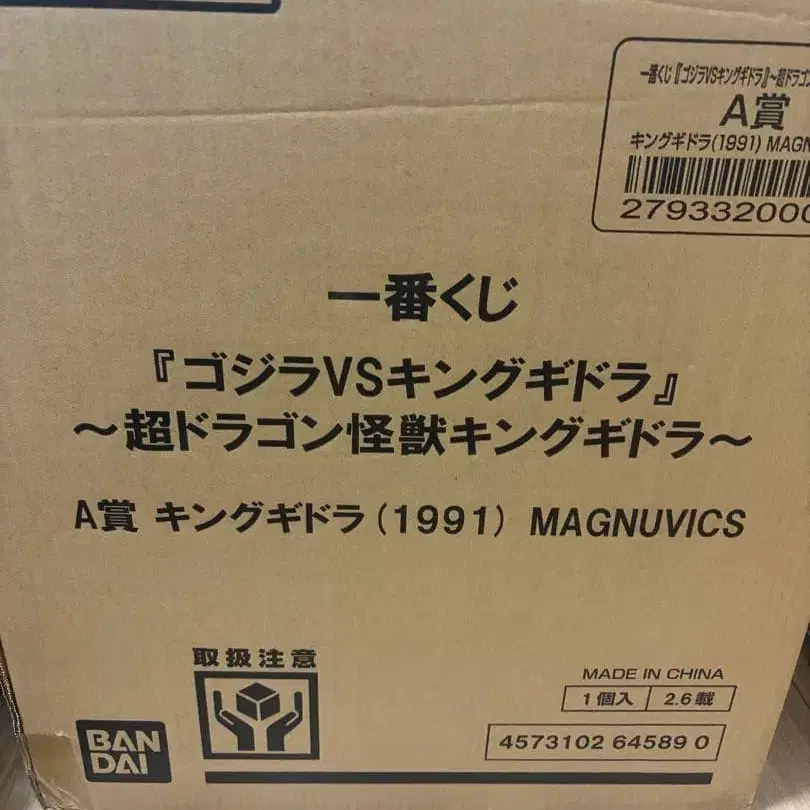 一番くじ『ゴジラVSキングギドラ』~超ドラゴ
A賞
キングギドラ(1991) MAGN
279332000
一番くじ
『ゴジラVSキングギドラ』
~超ドラゴン怪獣キングギドラ~
A賞 キングギドラ(1991) MAGNUVICS
取扱注意
MADE IN CHINA
1個入 2.6載
4573102 64589 0
BAN
DAI